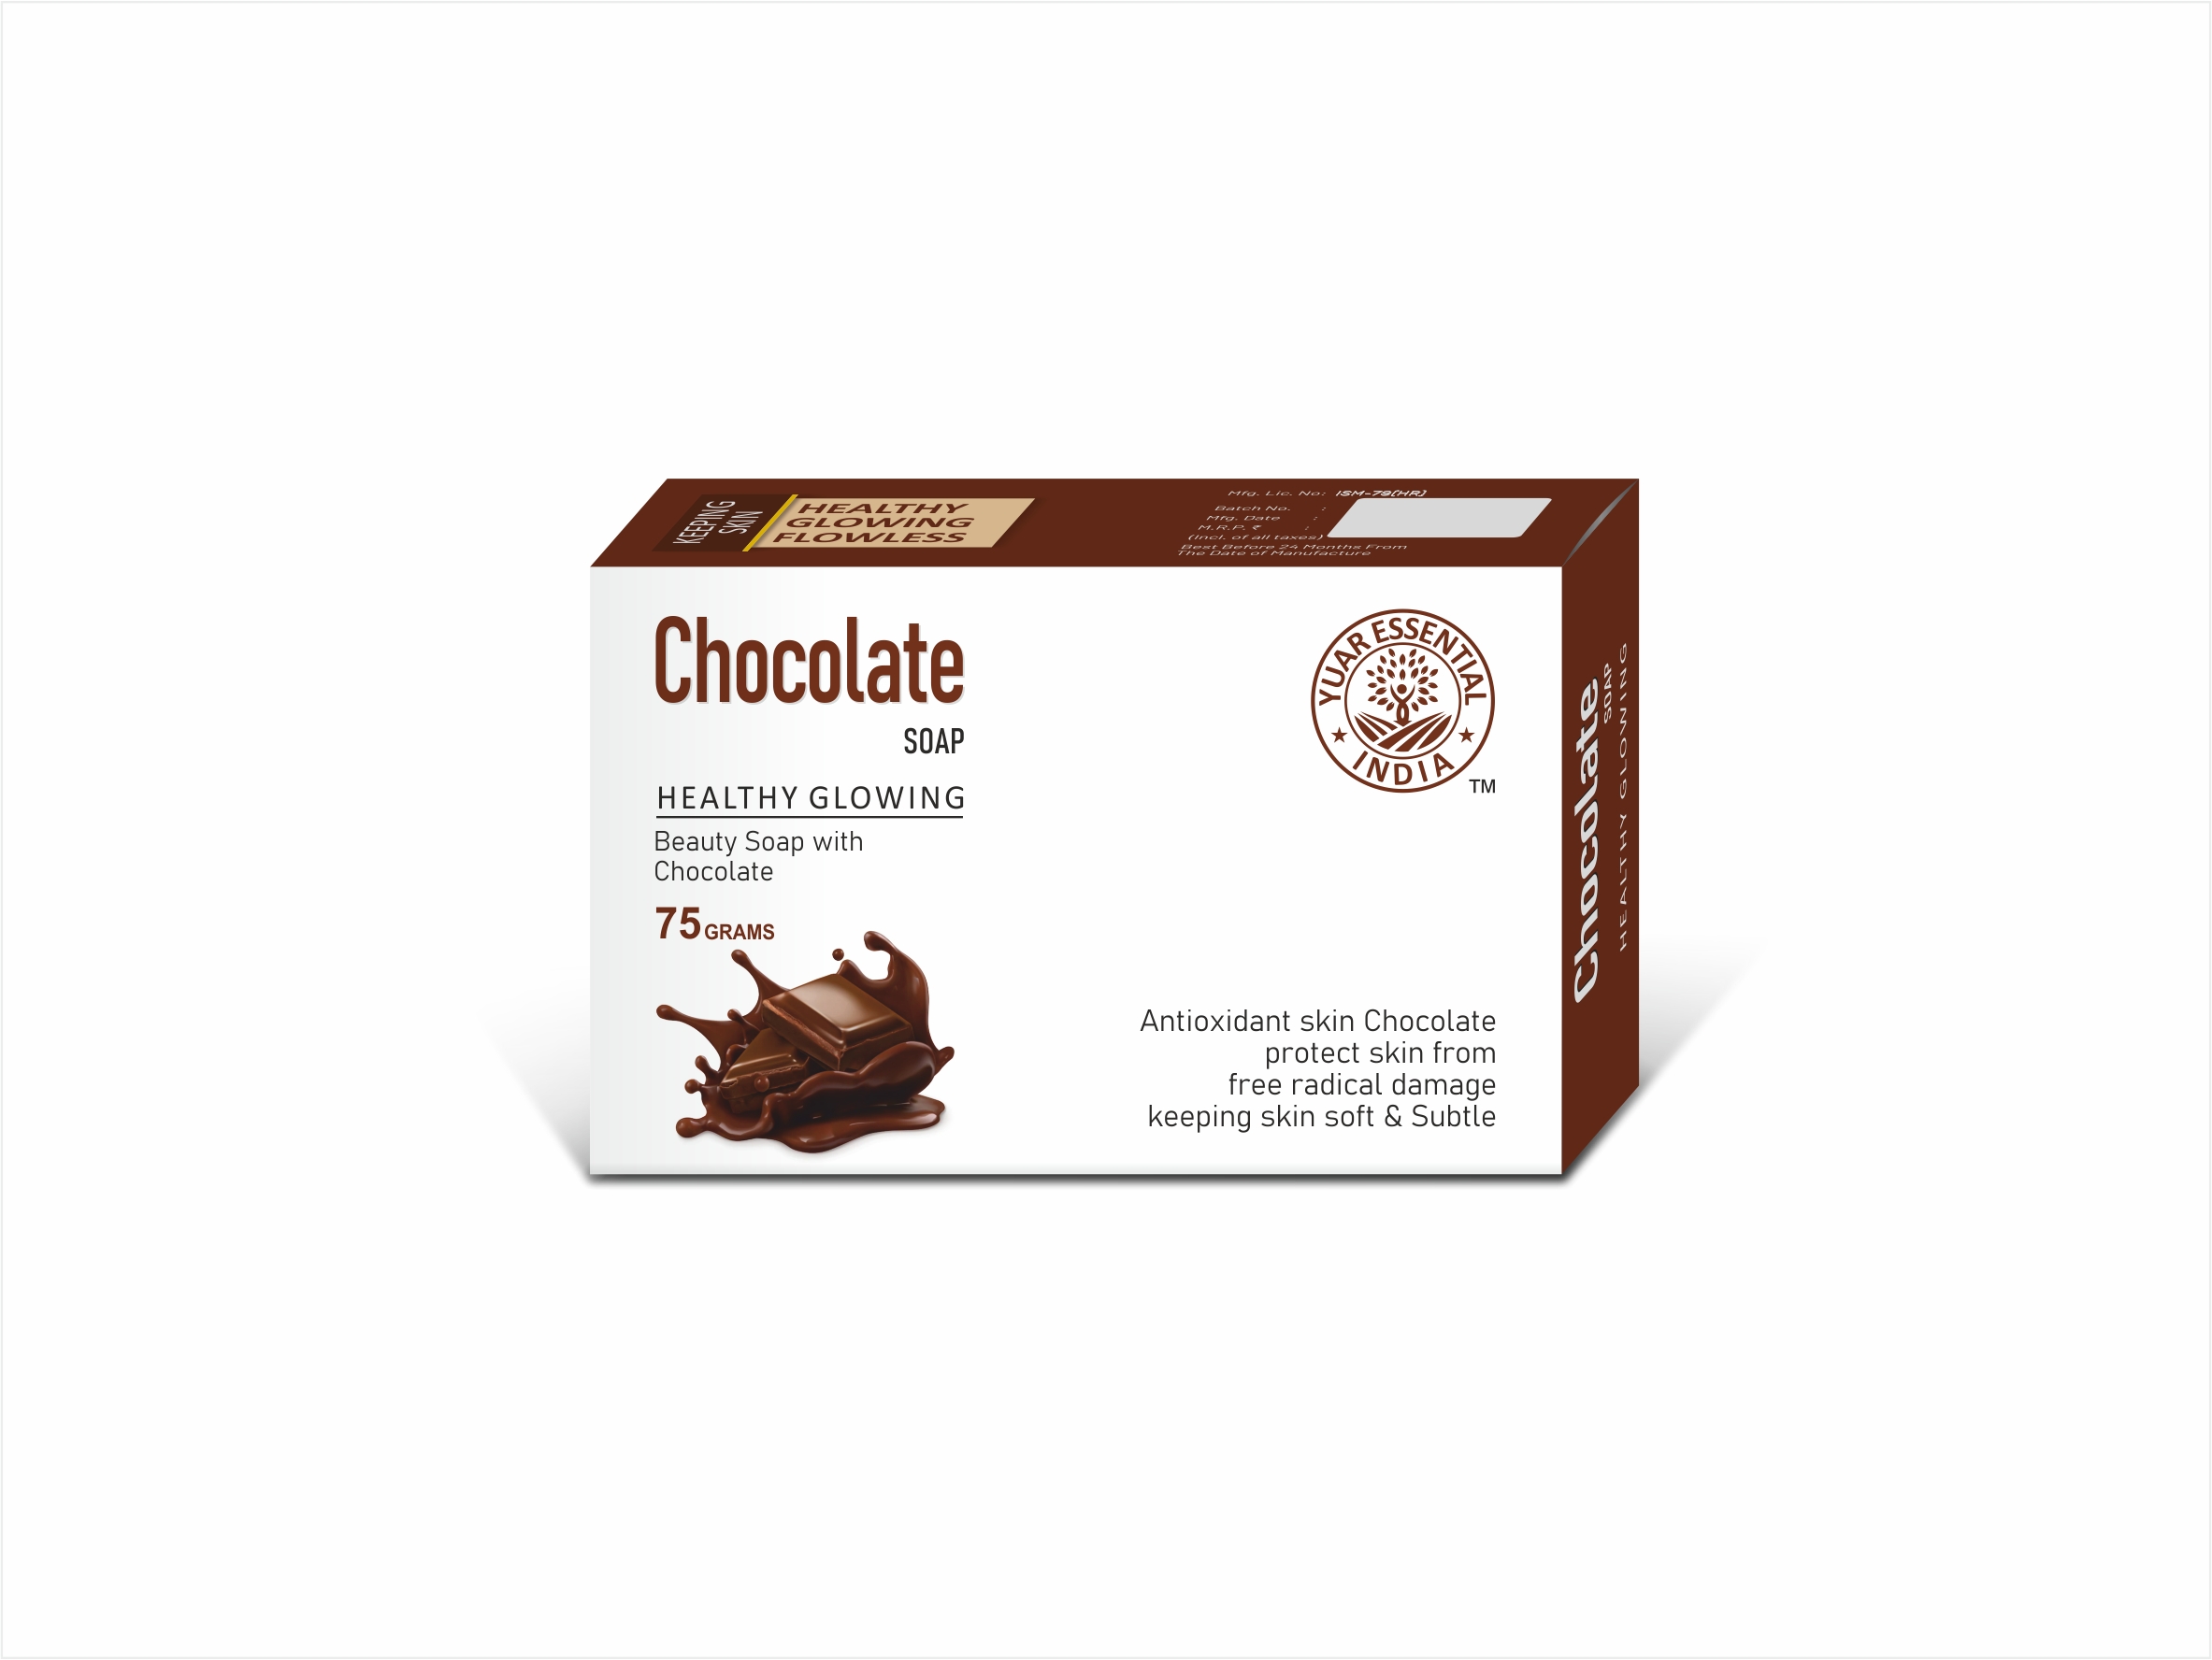 KEEPING
SKIN
HEALTHY
GLOWING
FLOWLESS
Mfg. Lic. No: ISM-79(HR)
Batch No. :
Mfg. Date :
M.R.P. ₹ :
(Incl. of all taxes)
Best Before 24 Months From
The Date of Manufacture
Chocolate
SOAP
HEALTHY GLOWING
Beauty Soap with
Chocolate
75 GRAMS
YUAR ESSENTIAL
INDIA
TM
Antioxidant skin Chocolate
protect skin from
free radical damage
keeping skin soft & Subtle
Chocolate
SOAP
HEALTHY GLOWING